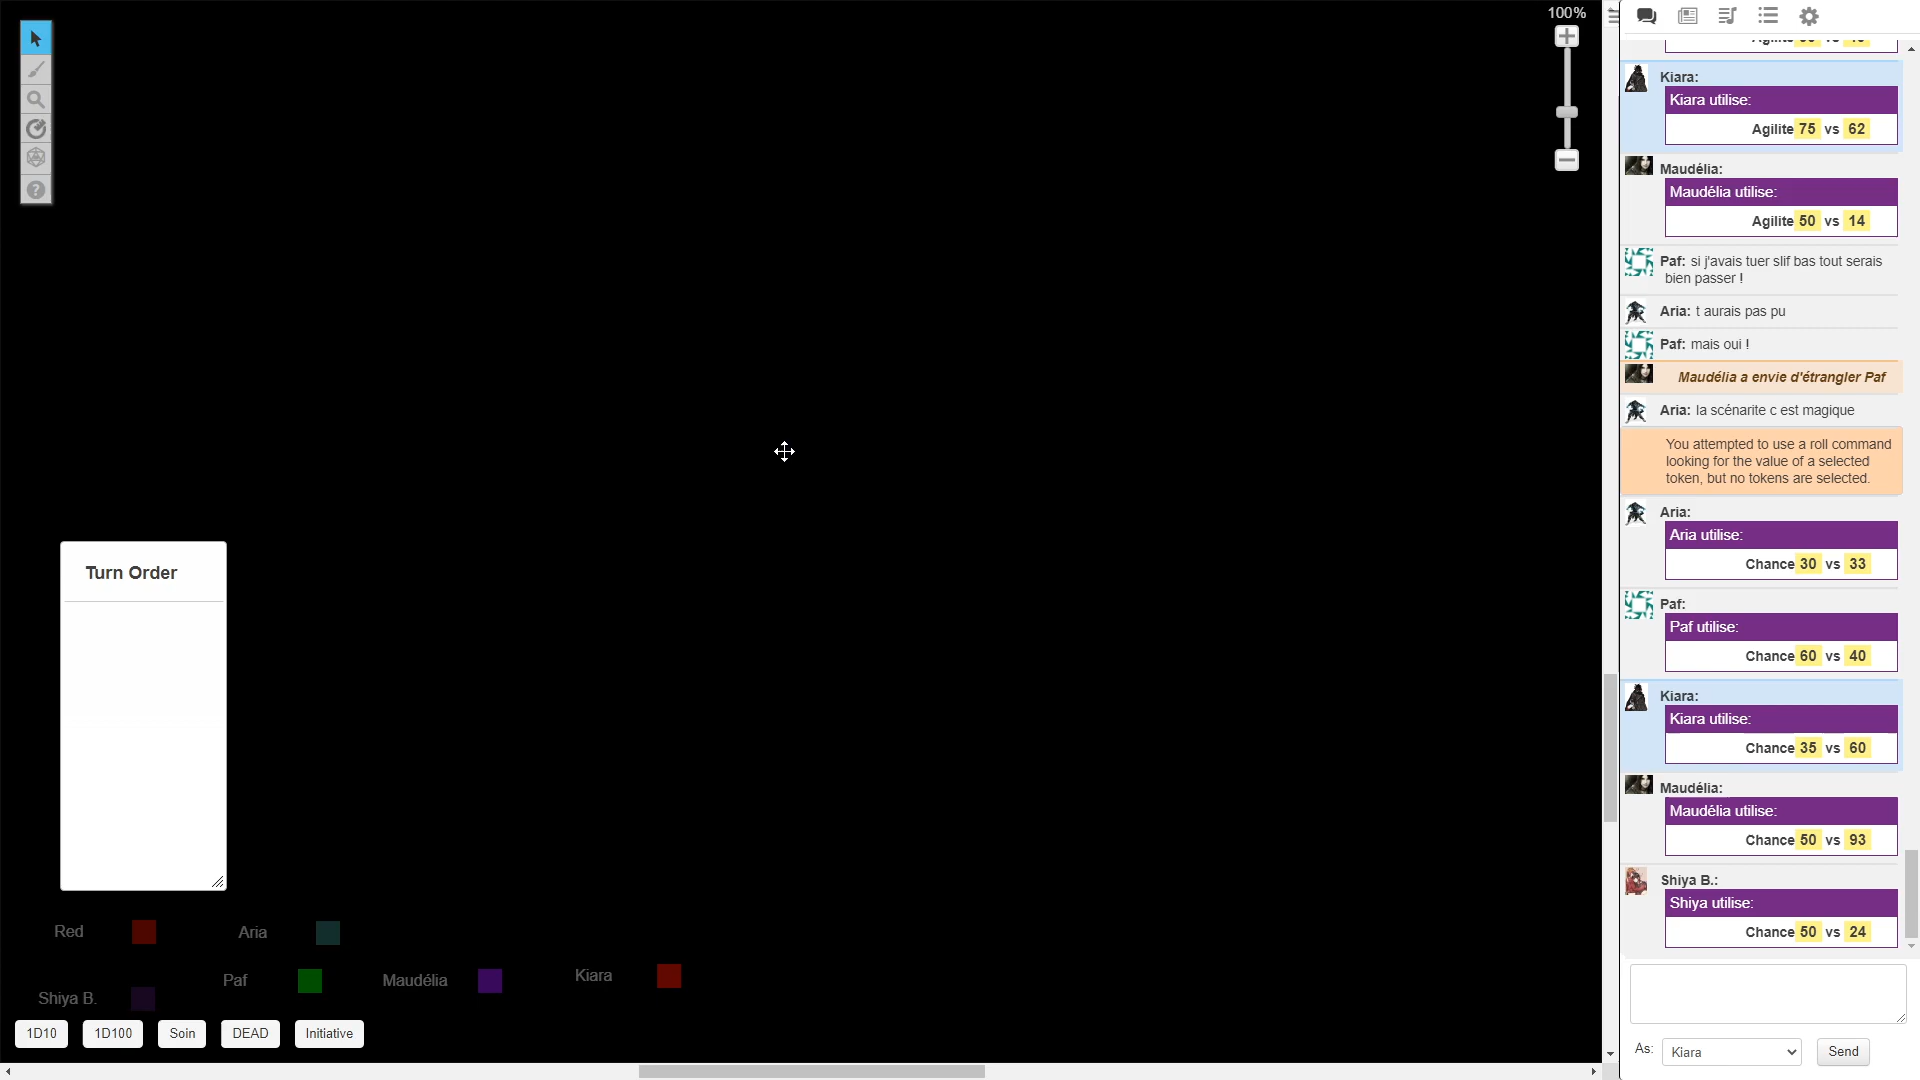 100%
Kiara:
Kiara utilise:
Agilite 75 vs 62
Maudélia:
Maudélia utilise:
Agilite 50 vs 14
Paf: si j'avais tuer slif bas tout serais
bien passer !
Aria: t aurais pas pu
Paf: mais oui !
Maudélia a envie d'étrangler Paf
Aria: la scénarite c est magique
You attempted to use a roll command
looking for the value of a selected
token, but no tokens are selected.
Aria:
Aria utilise:
Chance 30 vs 33
Paf:
Paf utilise:
Chance 60 vs 40
Kiara:
Kiara utilise:
Chance 35 vs 60
Maudélia:
Maudélia utilise:
Chance 50 vs 93
Shiya B.:
Shiya utilise:
Chance 50 vs 24
As: Kiara Send
Turn Order
Red Aria
Paf Maudélia Kiara
Shiya B.
1D10 1D100 Soin DEAD Initiative